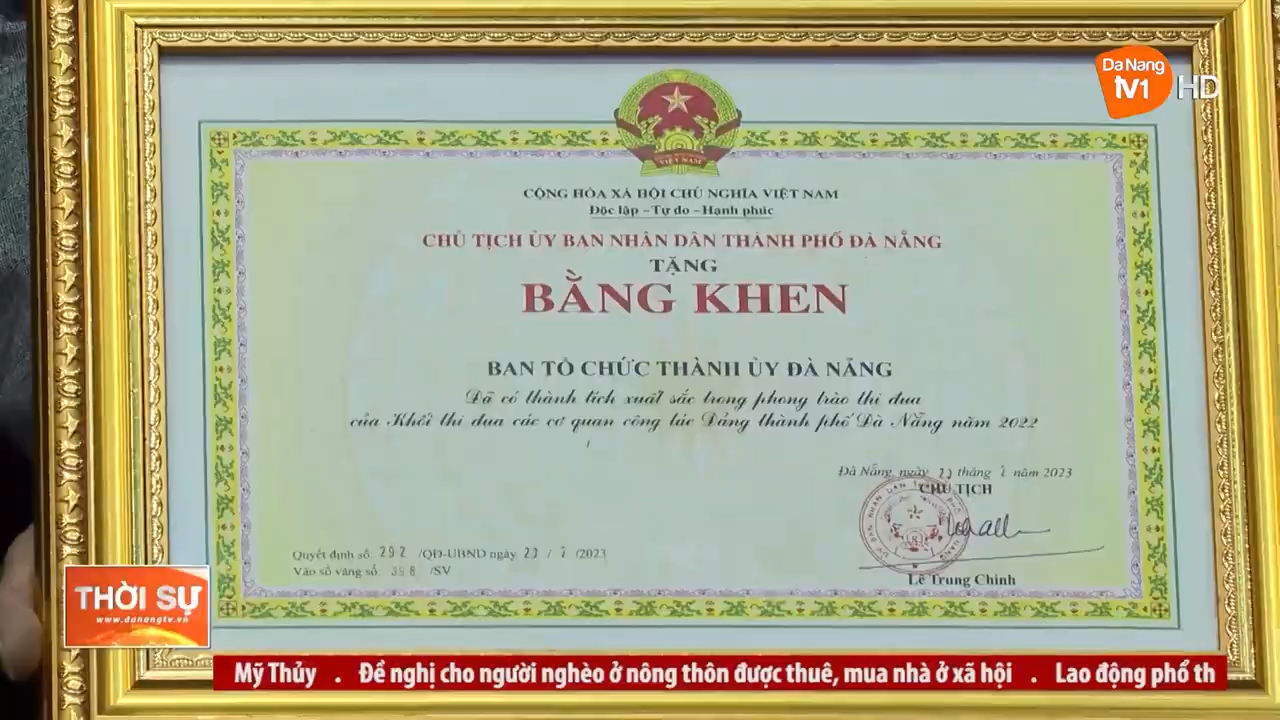 Da Nang
TV1 HD
VIỆT NAM
CỘNG HÒA XÃ HỘI CHỦ NGHĨA VIỆT NAM
Độc lập - Tự do - Hạnh phúc
CHỦ TỊCH ỦY BAN NHÂN DÂN THÀNH PHỐ ĐÀ NẴNG
TẶNG
BẰNG KHEN
BAN TỔ CHỨC THÀNH ỦY ĐÀ NẴNG
Đã có thành tích xuất sắc trong phong trào thi đua
của Khối thi đua các cơ quan công tác Đảng thành phố Đà Nẵng năm 2022
Đà Nẵng, ngày tháng năm 2023
CHỦ TỊCH
Quyết định số: 292 /QĐ-UBND ngày / /2023
Vào sổ vàng số: /SV
Lê Trung Chinh
THỜI SỰ
www.danangtv.vn
Mỹ Thủy . Đề nghị cho người nghèo ở nông thôn được thuê, mua nhà ở xã hội . Lao động phổ th